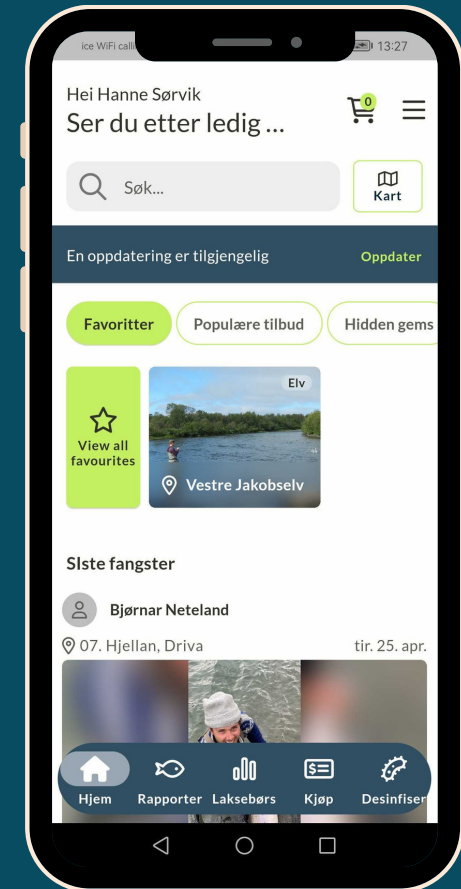 ice WiFi calli
13:27
Hei Hanne Sørvik
Ser du etter ledig ...
0
Søk...
Kart
En oppdatering er tilgjengelig
Oppdater
Favoritter
Populære tilbud
Hidden gems
View all
favourites
Elv
Vestre Jakobselv
SIste fangster
Bjørnar Neteland
07. Hjellan, Driva
tir. 25. apr.
Hjem
Rapporter
Laksebørs
Kjøp
Desinfiser